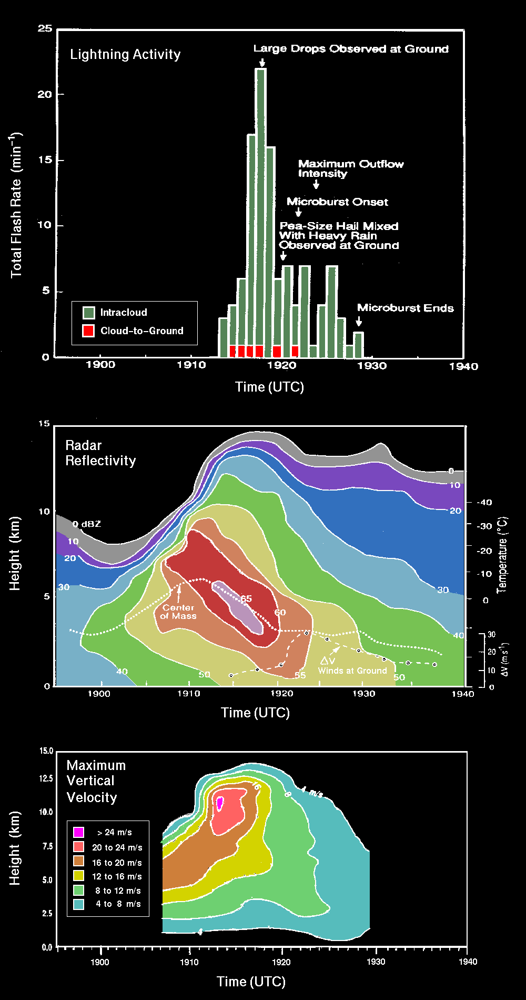 25
Lightning Activity
Large Drops Observed at Ground
20
15
Maximum Outflow
Intensity
Microburst Onset
10
Pea-Size Hail Mixed
With Heavy Rain
Observed at Ground
Total Flash Rate (min⁻¹)
5
Microburst Ends
Intracloud
Cloud-to-Ground
0
1900 1910 1920 1930 1940
Time (UTC)
15
Radar
Reflectivity
0
10
20
-40
-30
-20
-10
0
Temperature (°C)
10
0 dBZ
10
20
30
Height (km)
5
65
60
Center
of Mass
30
40
30
20
10
0
ΔV (m s⁻¹)
ΔV
Winds at Ground
40 50 55 50
0
1900 1910 1920 1930 1940
Time (UTC)
15.0
Maximum
Vertical
Velocity
12.5
16
8
4 m/s
10.0
Height (km)
> 24 m/s
20 to 24 m/s
16 to 20 m/s
12 to 16 m/s
8 to 12 m/s
4 to 8 m/s
7.5
5.0
2.5
4
0.0
1900 1910 1920 1930 1940
Time (UTC)